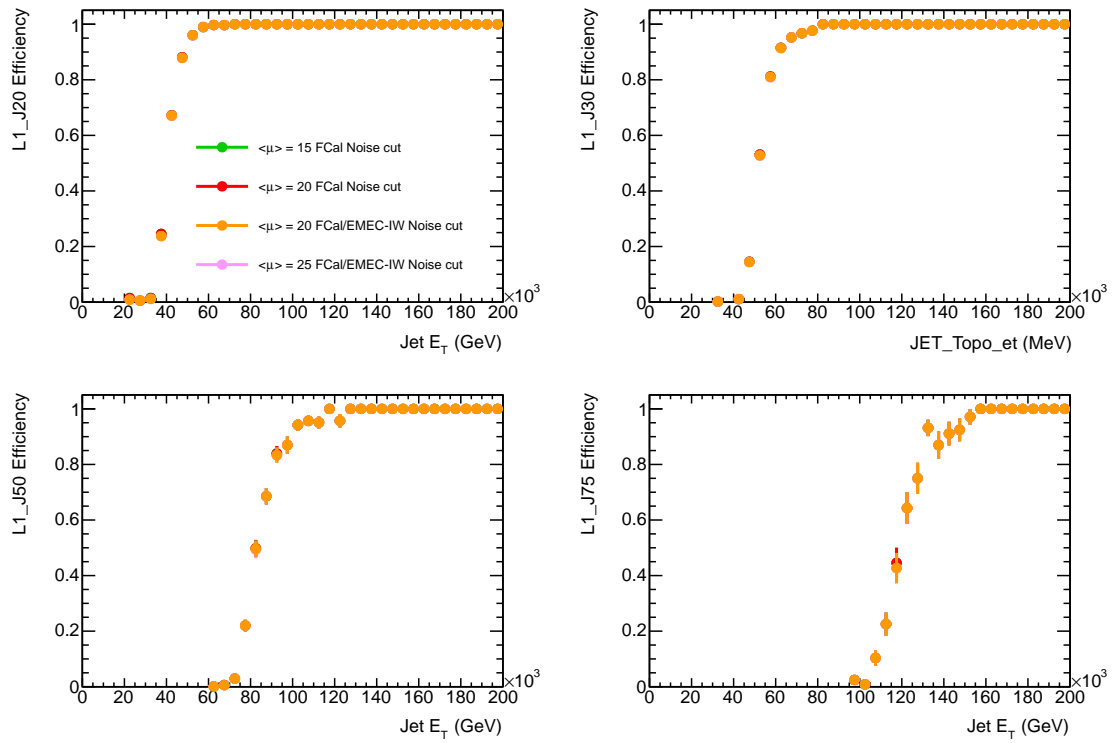 L1_J20 Efficiency
1
0.8
0.6
0.4
0.2
0
<μ> = 15 FCal Noise cut
<μ> = 20 FCal Noise cut
<μ> = 20 FCal/EMEC-IW Noise cut
<μ> = 25 FCal/EMEC-IW Noise cut
0 20 40 60 80 100 120 140 160 180 200
×10³
Jet E_T (GeV)
L1_J30 Efficiency
1
0.8
0.6
0.4
0.2
0
0 20 40 60 80 100 120 140 160 180 200
×10³
JET_Topo_et (MeV)
L1_J50 Efficiency
1
0.8
0.6
0.4
0.2
0
0 20 40 60 80 100 120 140 160 180 200
×10³
Jet E_T (GeV)
L1_J75 Efficiency
1
0.8
0.6
0.4
0.2
0
0 20 40 60 80 100 120 140 160 180 200
×10³
Jet E_T (GeV)